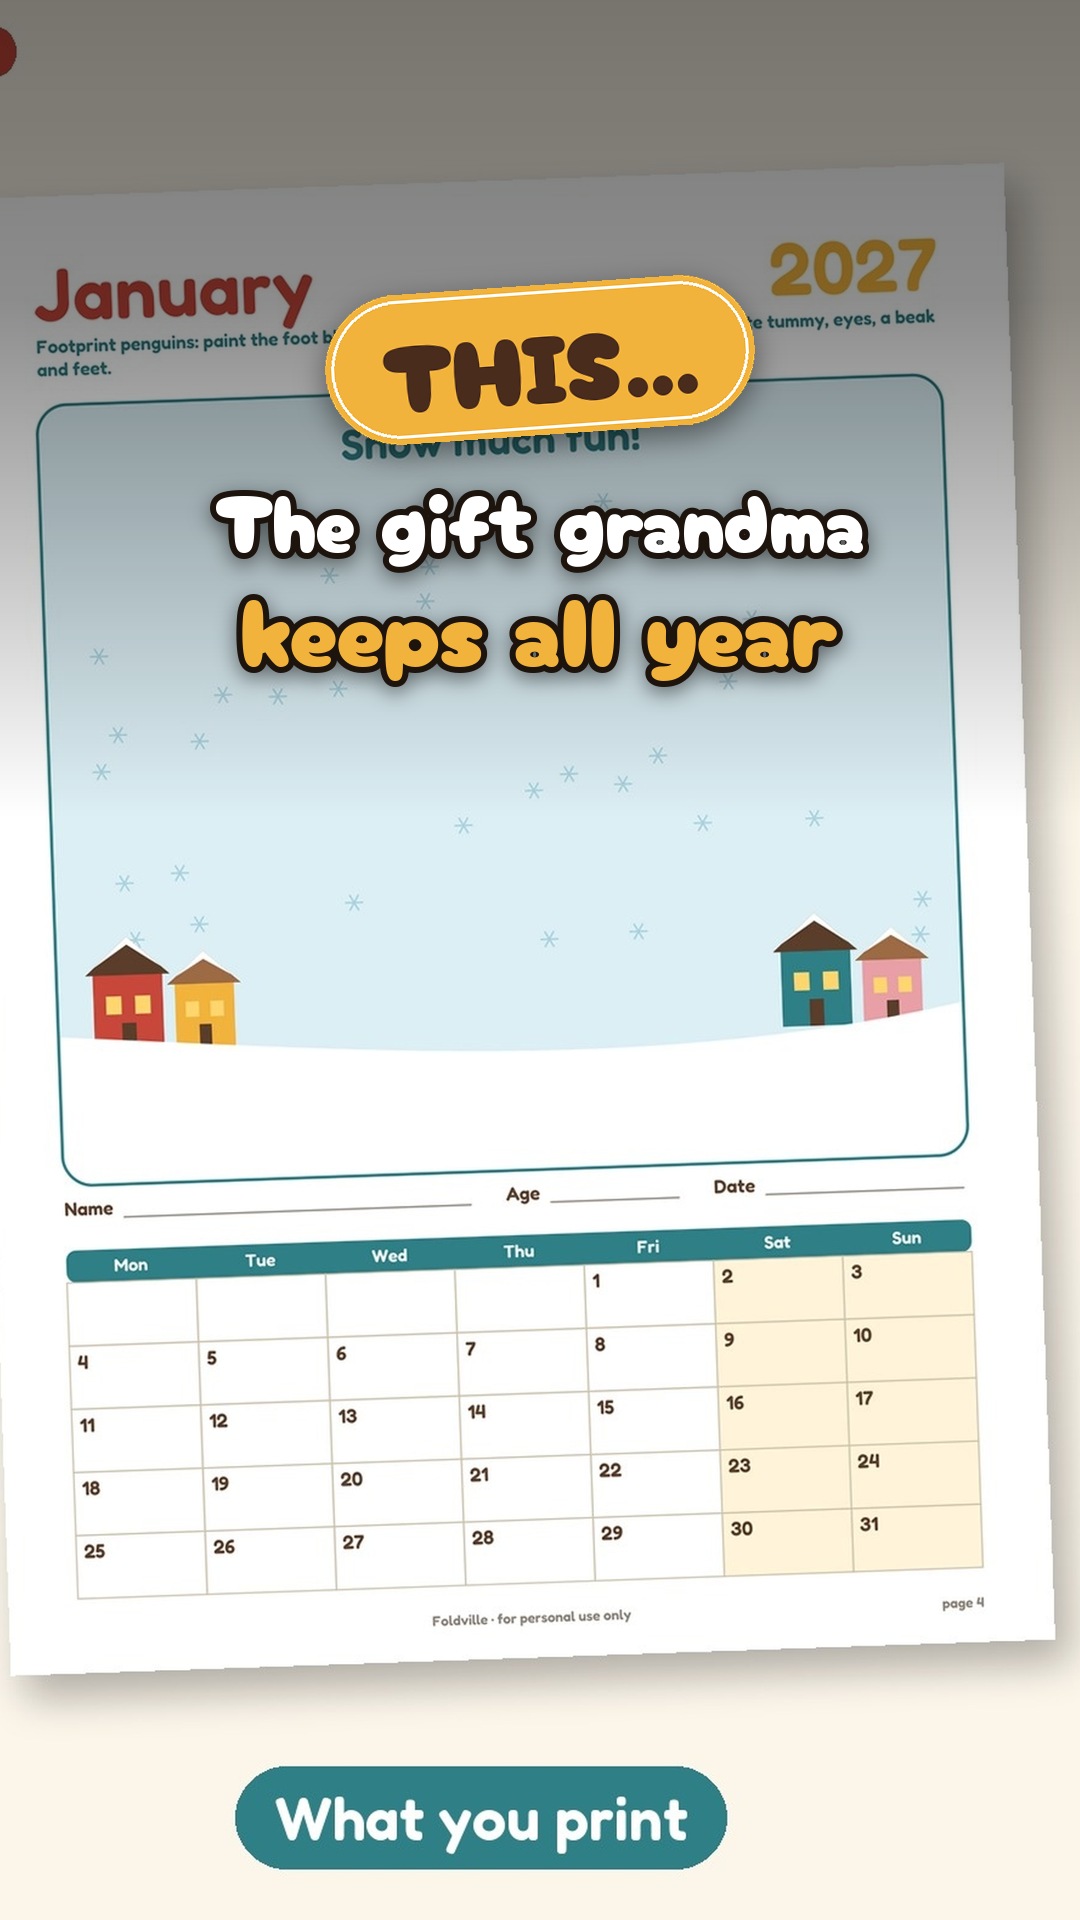 January
2027
Footprint penguins: paint the foot
tummy, eyes, a beak
and feet.
THIS...
Snow much fun!
The gift grandma
keeps all year
Name
Age
Date
Mon Tue Wed Thu Fri Sat Sun
1 2 3
4 5 6 7 8 9 10
11 12 13 14 15 16 17
18 19 20 21 22 23 24
25 26 27 28 29 30 31
Foldville · for personal use only
page 4
What you print